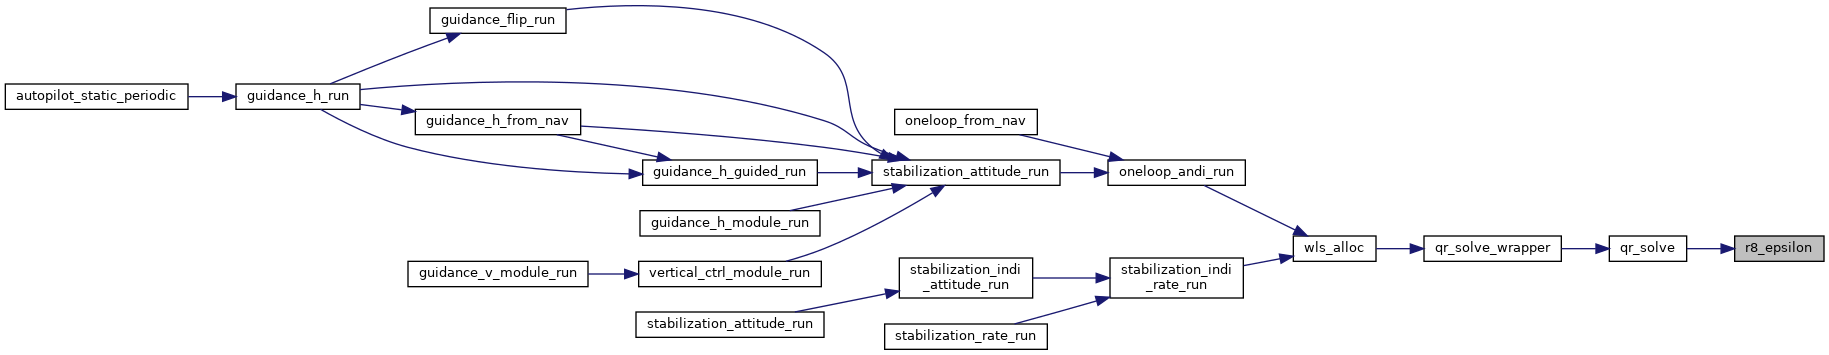 guidance_flip_run
autopilot_static_periodic
guidance_h_run
guidance_h_from_nav
oneloop_from_nav
guidance_h_guided_run
stabilization_attitude_run
oneloop_andi_run
guidance_h_module_run
wls_alloc
qr_solve_wrapper
qr_solve
r8_epsilon
guidance_v_module_run
vertical_ctrl_module_run
stabilization_indi
_attitude_run
stabilization_indi
_rate_run
stabilization_attitude_run
stabilization_rate_run